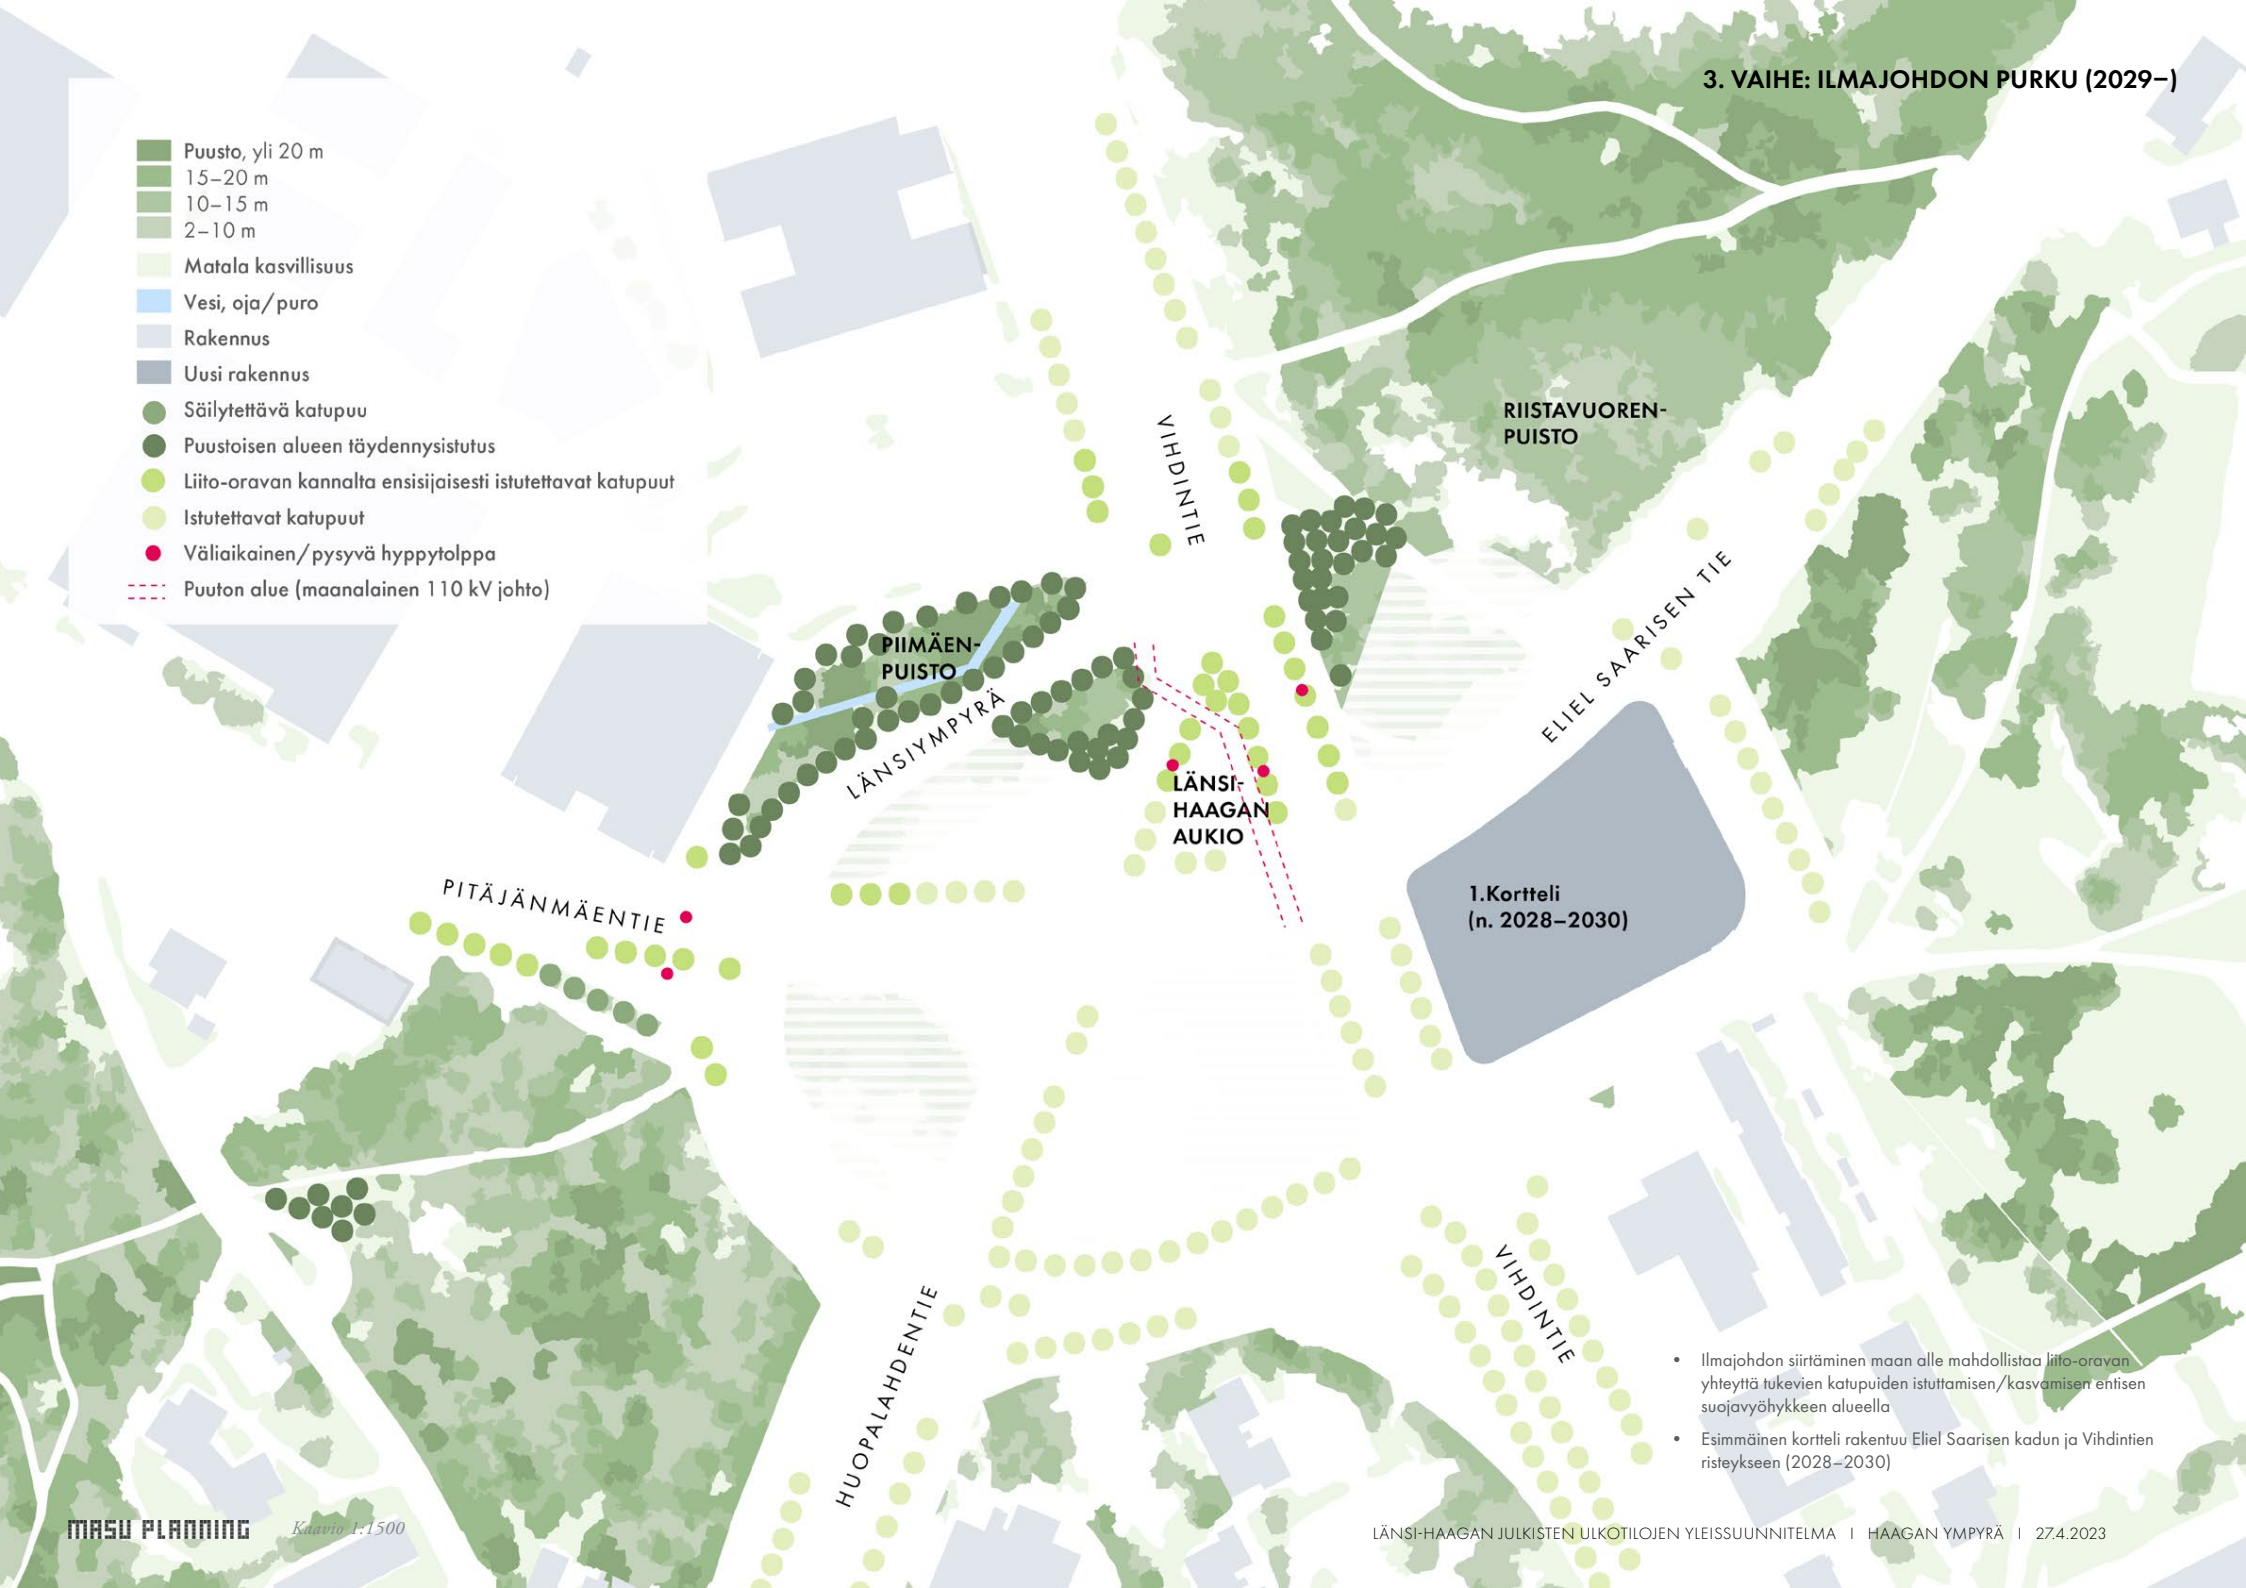 3. VAIHE: ILMAJOHDON PURKU (2029–)
Puusto, yli 20 m
15–20 m
10–15 m
2–10 m
Matala kasvillisuus
Vesi, oja/puro
Rakennus
Uusi rakennus
Säilytettävä katupuu
Puustoisen alueen täydennysistutus
Liito-oravan kannalta ensisijaisesti istutettavat katupuut
Istutettavat katupuut
Väliaikainen/pysyvä hyppytolppa
Puuton alue (maanalainen 110 kV johto)
VIHDINTIE
RIISTAVUOREN-
PUISTO
PIIMÄEN-
PUISTO
LÄNSIYMPYRÄ
ELIEL SAARISEN TIE
LÄNSI-
HAAGAN
AUKIO
PITÄJÄNMÄENTIE
1.Kortteli
(n. 2028–2030)
HUOPALAHDENTIE
VIHDINTIE
• Ilmajohdon siirtäminen maan alle mahdollistaa liito-oravan
yhteyttä tukevien katupuiden istuttamisen/kasvamisen entisen
suojavyöhykkeen alueella
• Esimmäinen kortteli rakentuu Eliel Saarisen kadun ja Vihdintien
risteykseen (2028–2030)
MASU PLANNING
Kaavio 1:1500
LÄNSI-HAAGAN JULKISTEN ULKOTILOJEN YLEISSUUNNITELMA I HAAGAN YMPYRÄ I 27.4.2023